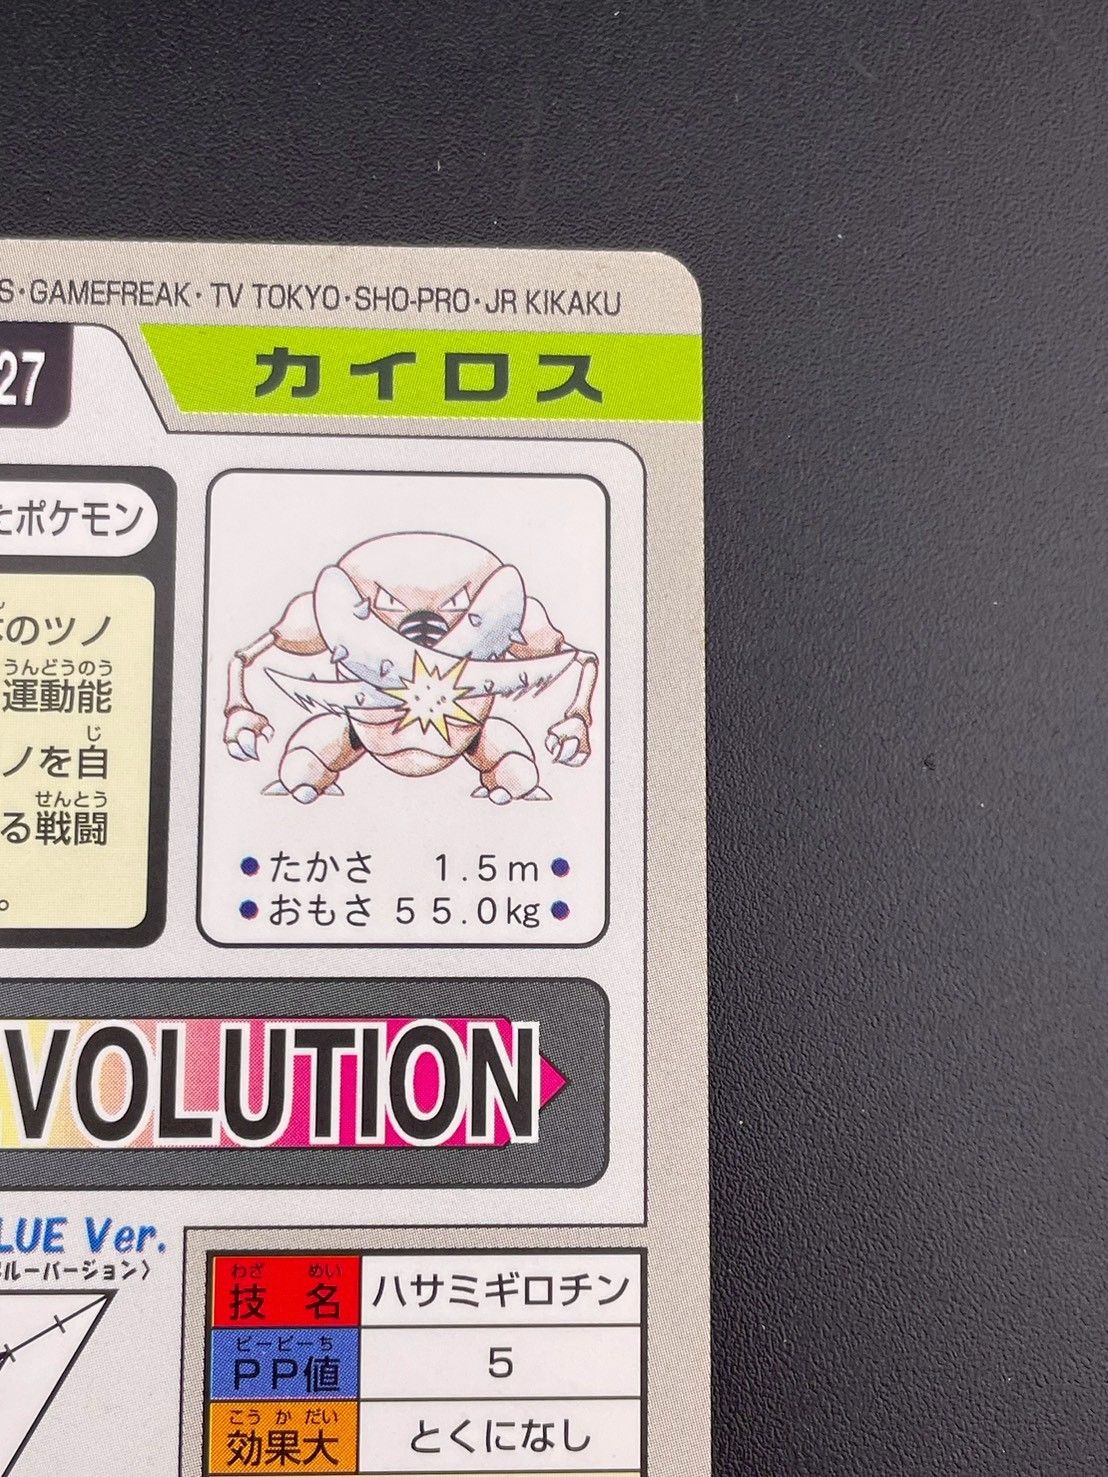 S・GAMEFREAK・TV TOKYO・SHO-PRO・JR KIKAKU
27
カイロス
たポケモン
のツノ
うんどうのう
運動能
じ
ノを自
せんとう
る戦闘
。
たかさ 1.5m
おもさ 55.0kg
VOLUTION
LUE Ver.
ルーバージョン〉
わざ めい
技 名 ハサミギロチン
ピーピーち
PP値 5
こう か だい
効果大 とくになし